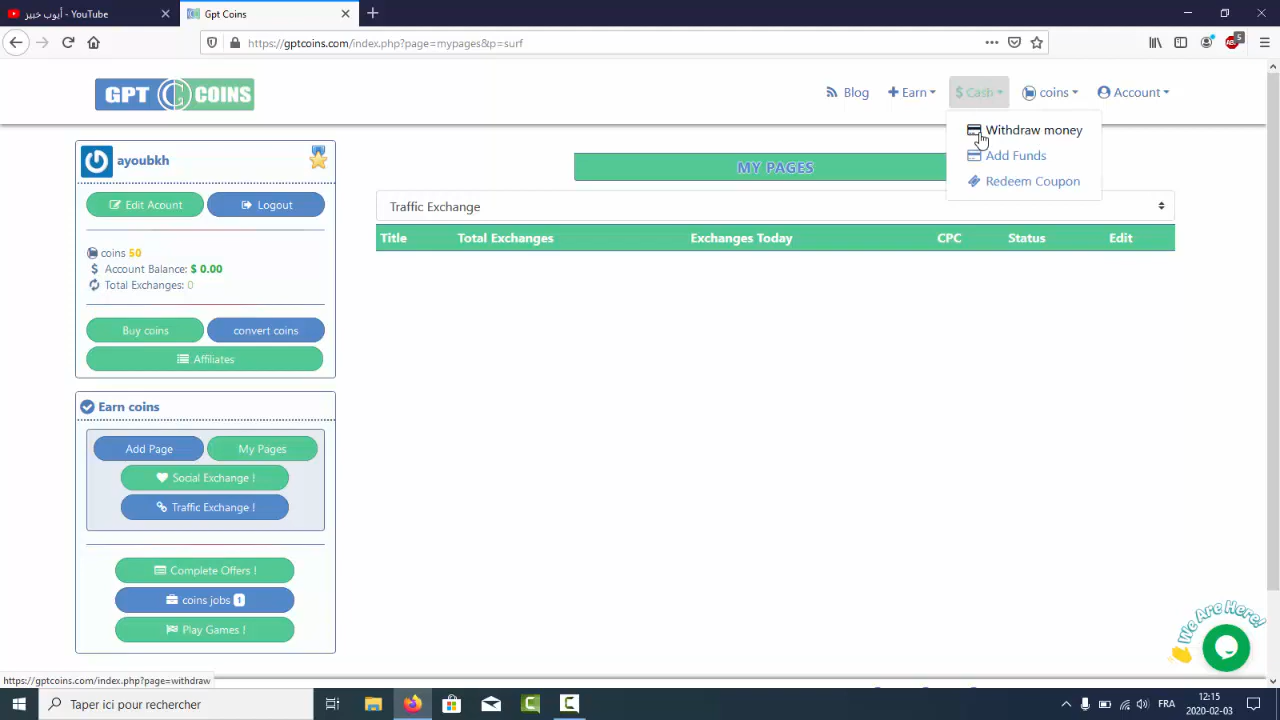 أيوب خبيز - YouTube
Gpt Coins
https://gptcoins.com/index.php?page=mypages&p=surf
5
GPT COINS
Blog
Earn
$ Cash
coins
Account
Withdraw money
Add Funds
Redeem Coupon
ayoubkh
Edit Acount
Logout
coins 50
$ Account Balance: $ 0.00
Total Exchanges: 0
Buy coins
convert coins
Affiliates
Earn coins
Add Page
My Pages
Social Exchange !
Traffic Exchange !
Complete Offers !
coins jobs 1
Play Games !
MY PAGES
Traffic Exchange
Title Total Exchanges Exchanges Today CPC Status Edit
We Are Here!
https://gptcoins.com/index.php?page=withdraw
Taper ici pour rechercher
FRA
12:15
2020-02-03